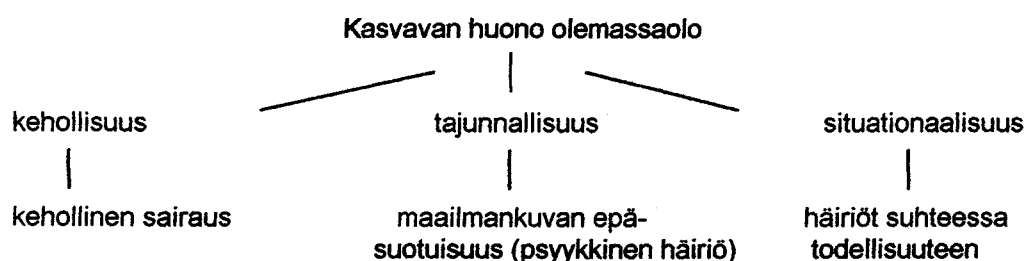 Kasvavan huono olemassaolo
kehollisuus tajunnallisuus situationaalisuus
kehollinen sairaus maailmankuvan epä- häiriöt suhteessa
suotuisuus (psyykkinen häiriö) todellisuuteen